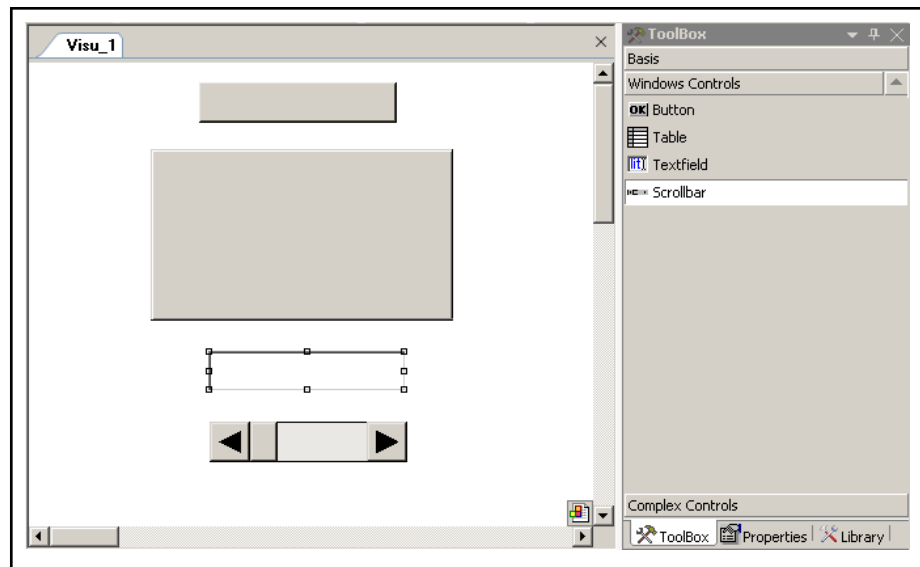 Visu_1
ToolBox
Basis
Windows Controls
OK Button
Table
Textfield
Scrollbar
Complex Controls
ToolBox Properties Library